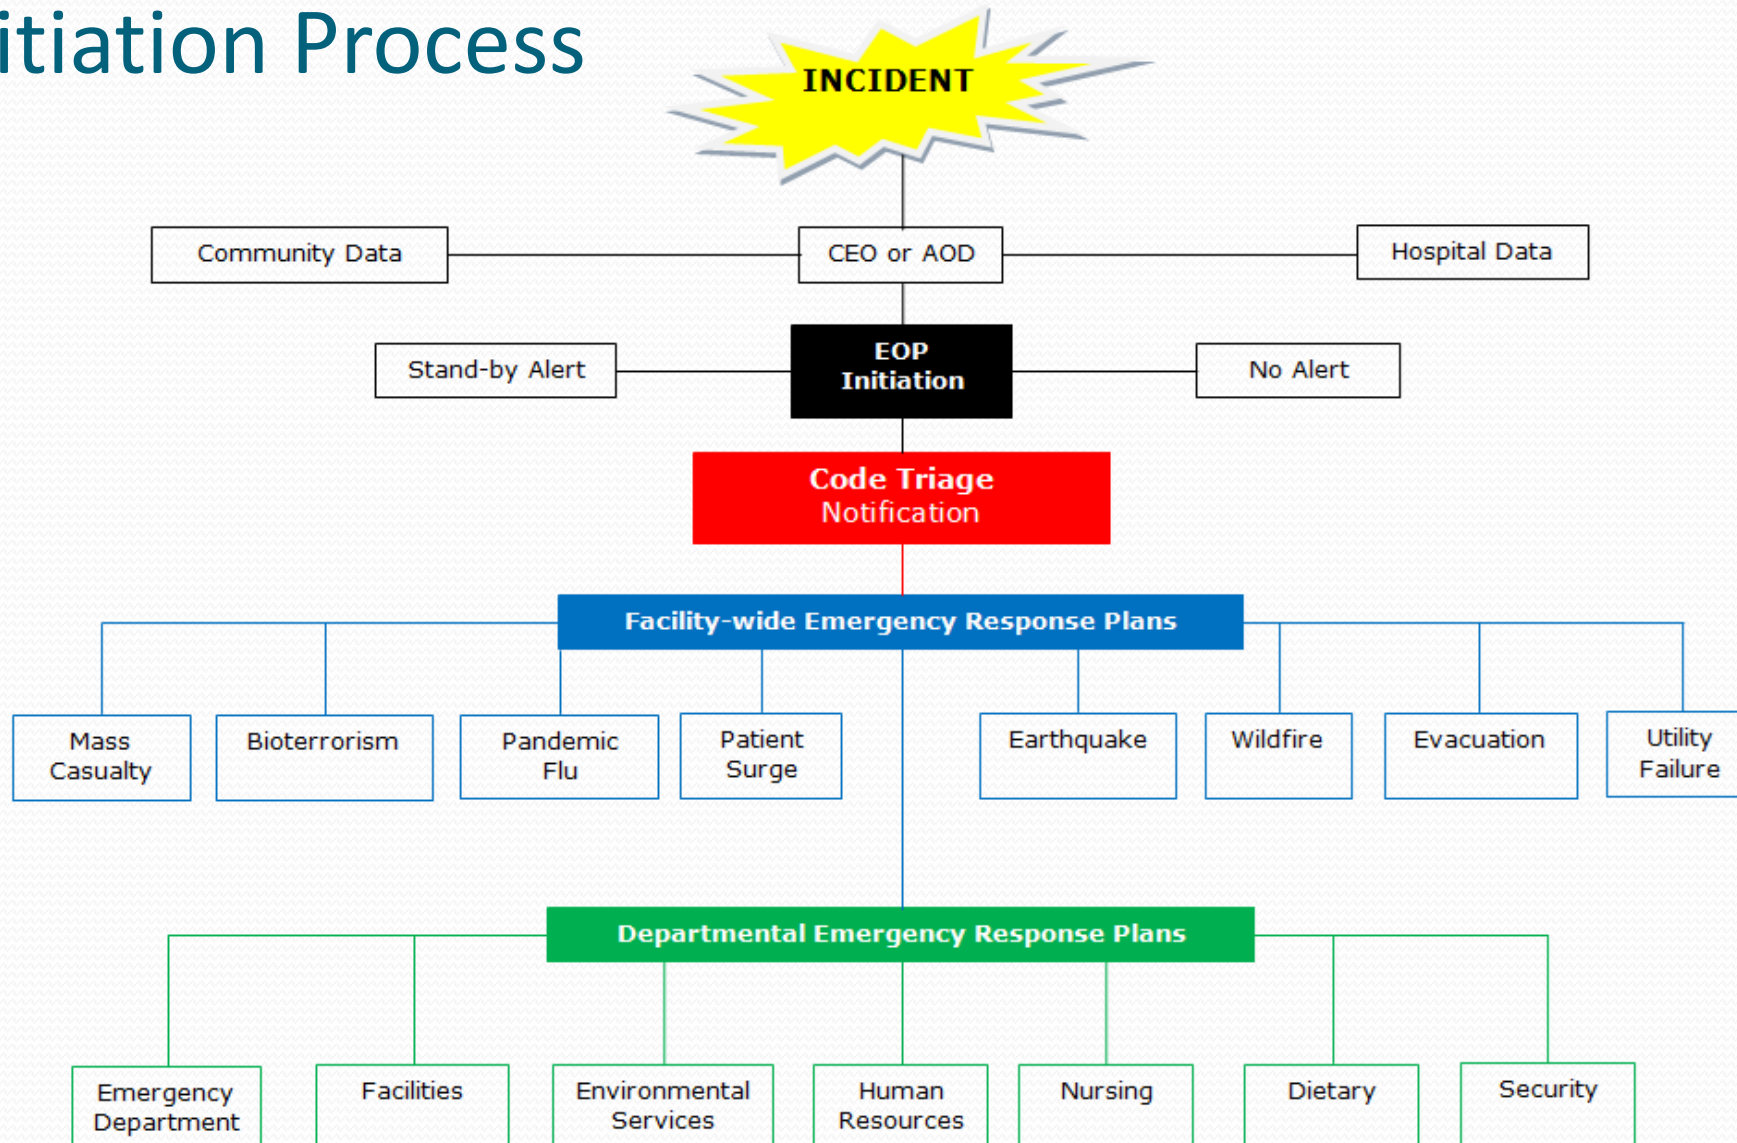 itiation Process
INCIDENT
Community Data
CEO or AOD
Hospital Data
Stand-by Alert
EOP
Initiation
No Alert
Code Triage
Notification
Facility-wide Emergency Response Plans
Mass
Casualty
Bioterrorism
Pandemic
Flu
Patient
Surge
Earthquake
Wildfire
Evacuation
Utility
Failure
Departmental Emergency Response Plans
Emergency
Department
Facilities
Environmental
Services
Human
Resources
Nursing
Dietary
Security